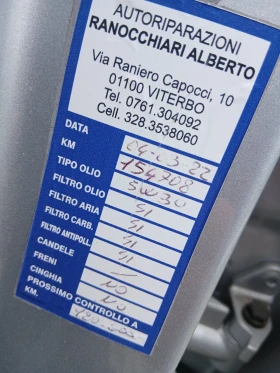 AUTORIPARAZIONI
RANOCCHIARI ALBERTO
Via Raniero Capocci, 10
01100 VITERBO
Tel. 0761.304092
Cell. 328.3538060
DATA 04-03-22
KM 154708
TIPO OLIO 5W30
FILTRO OLIO SI
FILTRO ARIA SI
FILTRO CARB. SI
FILTRO ANTIPOLL. SI
CANDELE /
FRENI NO
CINGHIA NO
PROSSIMO CONTROLLO A
KM.